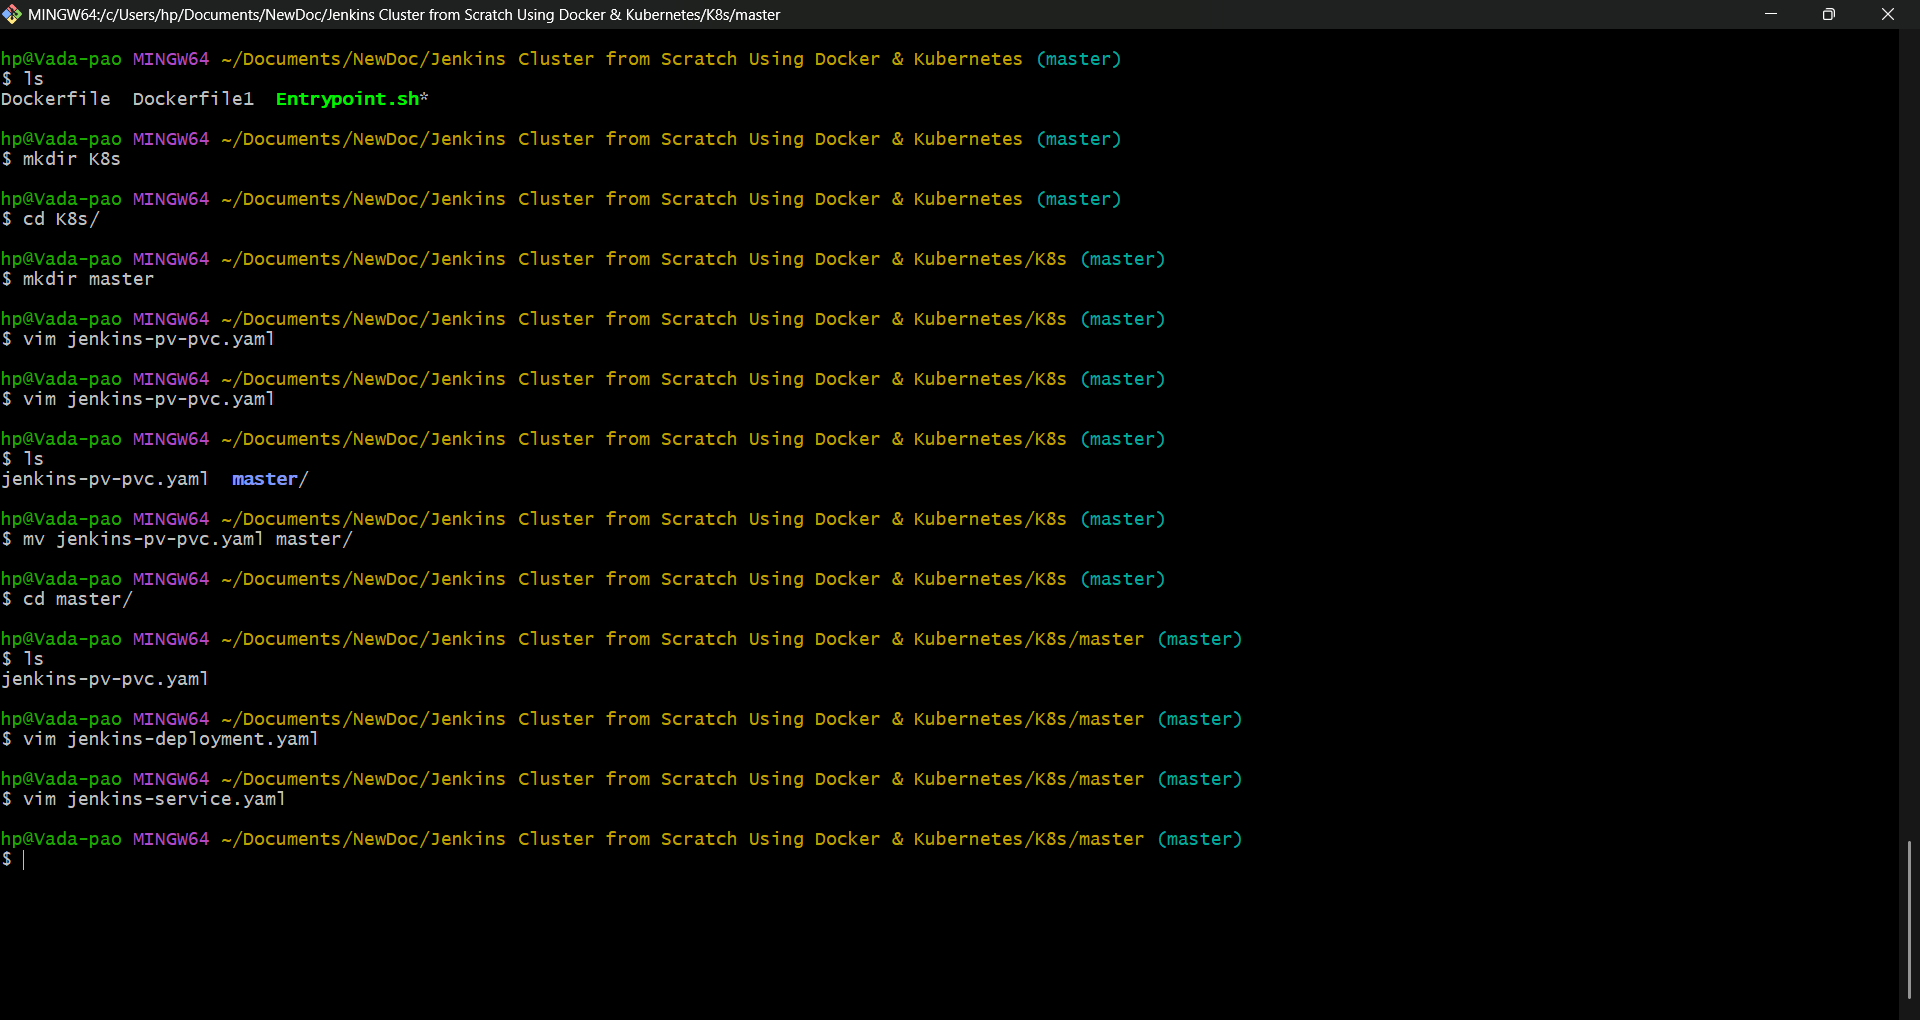 MINGW64:/c/Users/hp/Documents/NewDoc/Jenkins Cluster from Scratch Using Docker & Kubernetes/K8s/master
hp@Vada-pao MINGW64 ~/Documents/NewDoc/Jenkins Cluster from Scratch Using Docker & Kubernetes (master)
$ ls
Dockerfile  Dockerfile1  Entrypoint.sh*
hp@Vada-pao MINGW64 ~/Documents/NewDoc/Jenkins Cluster from Scratch Using Docker & Kubernetes (master)
$ mkdir K8s
hp@Vada-pao MINGW64 ~/Documents/NewDoc/Jenkins Cluster from Scratch Using Docker & Kubernetes (master)
$ cd K8s/
hp@Vada-pao MINGW64 ~/Documents/NewDoc/Jenkins Cluster from Scratch Using Docker & Kubernetes/K8s (master)
$ mkdir master
hp@Vada-pao MINGW64 ~/Documents/NewDoc/Jenkins Cluster from Scratch Using Docker & Kubernetes/K8s (master)
$ vim jenkins-pv-pvc.yaml
hp@Vada-pao MINGW64 ~/Documents/NewDoc/Jenkins Cluster from Scratch Using Docker & Kubernetes/K8s (master)
$ vim jenkins-pv-pvc.yaml
hp@Vada-pao MINGW64 ~/Documents/NewDoc/Jenkins Cluster from Scratch Using Docker & Kubernetes/K8s (master)
$ ls
jenkins-pv-pvc.yaml  master/
hp@Vada-pao MINGW64 ~/Documents/NewDoc/Jenkins Cluster from Scratch Using Docker & Kubernetes/K8s (master)
$ mv jenkins-pv-pvc.yaml master/
hp@Vada-pao MINGW64 ~/Documents/NewDoc/Jenkins Cluster from Scratch Using Docker & Kubernetes/K8s (master)
$ cd master/
hp@Vada-pao MINGW64 ~/Documents/NewDoc/Jenkins Cluster from Scratch Using Docker & Kubernetes/K8s/master (master)
$ ls
jenkins-pv-pvc.yaml
hp@Vada-pao MINGW64 ~/Documents/NewDoc/Jenkins Cluster from Scratch Using Docker & Kubernetes/K8s/master (master)
$ vim jenkins-deployment.yaml
hp@Vada-pao MINGW64 ~/Documents/NewDoc/Jenkins Cluster from Scratch Using Docker & Kubernetes/K8s/master (master)
$ vim jenkins-service.yaml
hp@Vada-pao MINGW64 ~/Documents/NewDoc/Jenkins Cluster from Scratch Using Docker & Kubernetes/K8s/master (master)
$